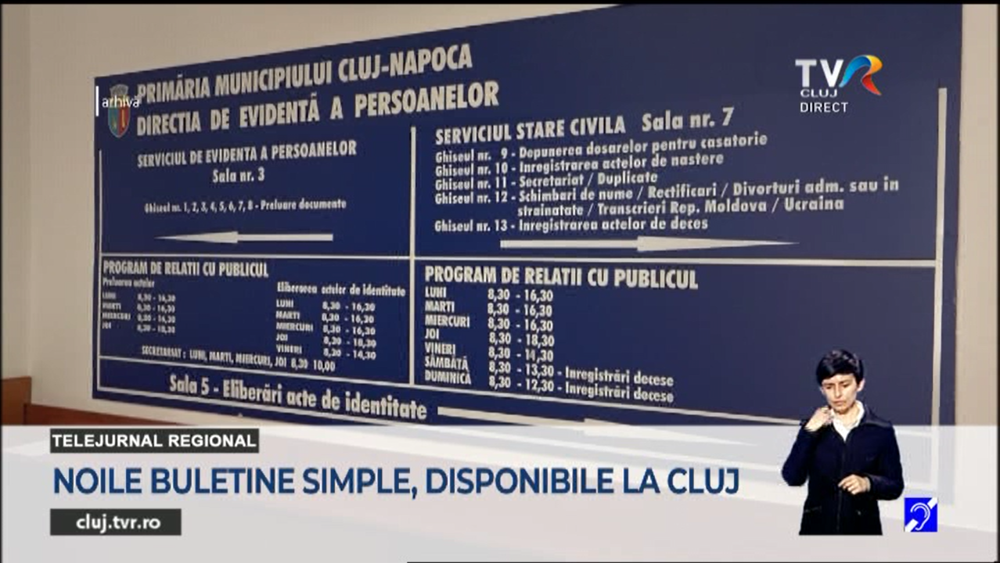 PRIMĂRIA MUNICIPIULUI CLUJ-NAPOCA
DIRECTIA DE EVIDENTĂ A PERSOANELOR
arhivă
TVR
CLUJ
DIRECT
SERVICIUL DE EVIDENTA A PERSOANELOR
Sala nr. 3
Ghiseul nr. 1, 2, 3, 4, 5, 6, 7, 8 - Preluare documente
SERVICIUL STARE CIVILA Sala nr. 7
Ghiseul nr. 9 - Depunerea dosarelor pentru casatorie
Ghiseul nr. 10 - Inregistrarea actelor de nastere
Ghiseul nr. 11 - Secretariat / Duplicate
Ghiseul nr. 12 - Schimbari de nume / Rectificari / Divorturi adm. sau in
strainatate / Transcrieri Rep. Moldova / Ucraina
Ghiseul nr. 13 - Inregistrarea actelor de deces
PROGRAM DE RELATII CU PUBLICUL
Preluarea actelor
LUNI 8,30 - 16,30
MARTI 8,30 - 16,30
MIERCURI 8,30 - 16,30
JOI 8,30 - 18,30
Eliberarea actelor de identitate
LUNI 8,30 - 16,30
MARTI 8,30 - 16,30
MIERCURI 8,30 - 16,30
JOI 8,30 - 18,30
VINERI 8,30 - 14,30
SECRETARIAT : LUNI, MARTI, MIERCURI, JOI 8,30 10,00
PROGRAM DE RELATII CU PUBLICUL
LUNI 8,30 - 16,30
MARTI 8,30 - 16,30
MIERCURI 8,30 - 16,30
JOI 8,30 - 18,30
VINERI 8,30 - 14,30
SÂMBĂTĂ 8,30 - 13,30 - Inregistrări decese
DUMINICĂ 8,30 - 12,30 - Inregistrări decese
Sala 5 - Eliberări acte de identitate
TELEJURNAL REGIONAL
NOILE BULETINE SIMPLE, DISPONIBILE LA CLUJ
cluj.tvr.ro